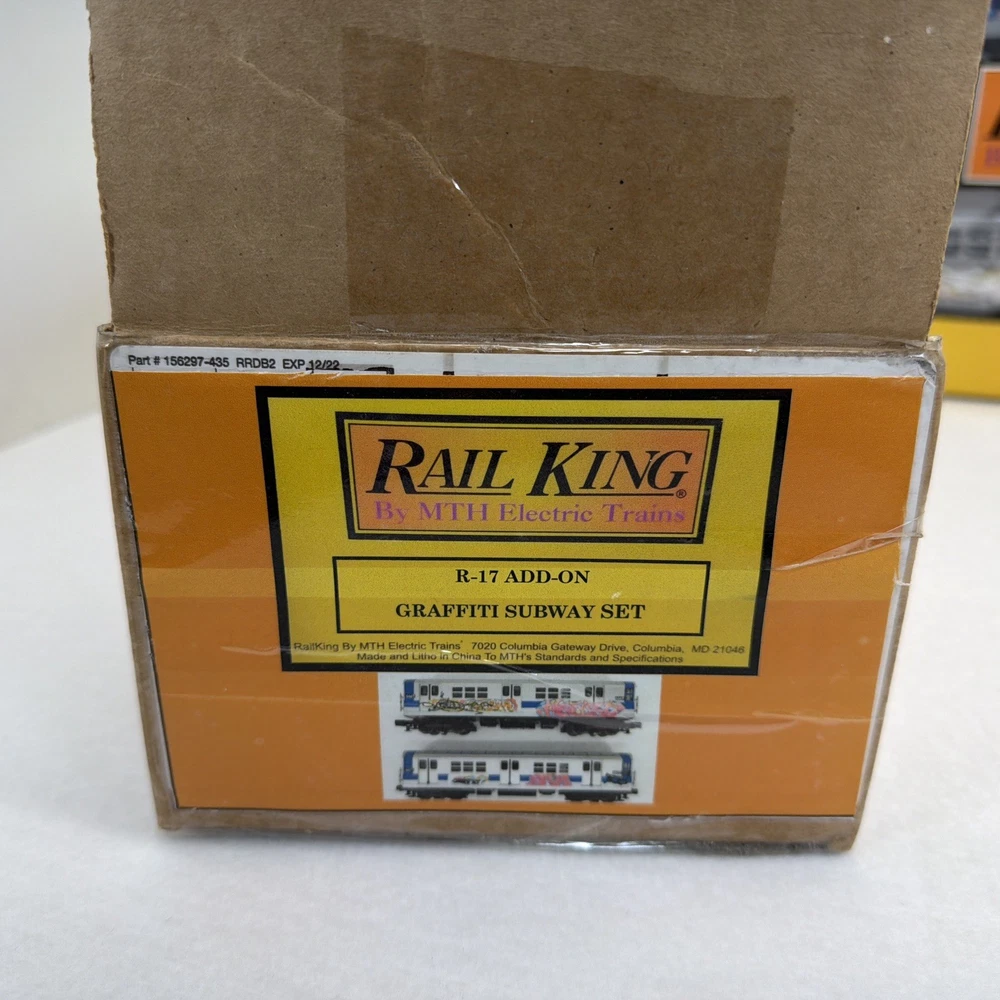 Part # 156297-435 RRDB2 EXP 12/22
RAIL KING®
By MTH Electric Trains
R-17 ADD-ON
GRAFFITI SUBWAY SET
RailKing By MTH Electric Trains® 7020 Columbia Gateway Drive, Columbia, MD 21046
Made and Litho in China To MTH's Standards and Specifications